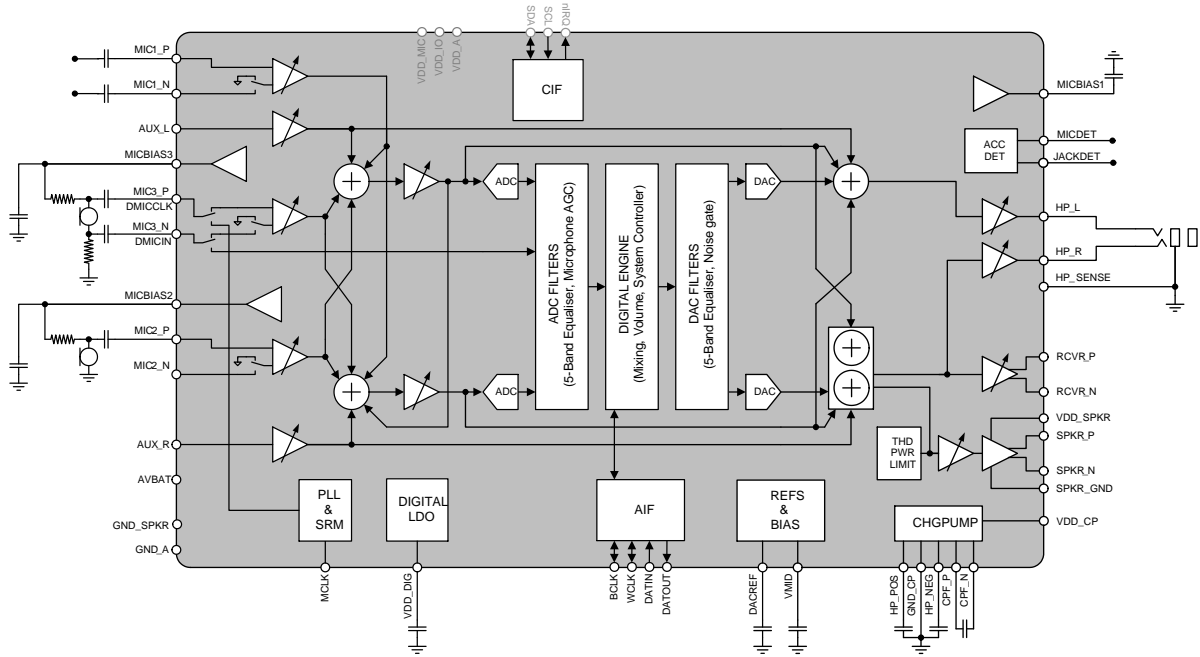 SDA
SCL
nIRQ
VDD_MIC
VDD_IO
VDD_A
MIC1_P
MIC1_N
AUX_L
MICBIAS3
MIC3_P
DMICCLK
MIC3_N
DMICIN
MICBIAS2
MIC2_P
MIC2_N
AUX_R
AVBAT
GND_SPKR
GND_A
CIF
ADC
ADC
ADC FILTERS
(5-Band Equaliser, Microphone AGC)
DIGITAL ENGINE
(Mixing, Volume, System Controller)
DAC FILTERS
(5-Band Equaliser, Noise gate)
DAC
DAC
ACC
DET
THD
PWR
LIMIT
PLL
&
SRM
DIGITAL
LDO
AIF
REFS
&
BIAS
CHGPUMP
MICBIAS1
MICDET
JACKDET
HP_L
HP_R
HP_SENSE
RCVR_P
RCVR_N
VDD_SPKR
SPKR_P
SPKR_N
SPKR_GND
VDD_CP
MCLK
VDD_DIG
BCLK
WCLK
DATIN
DATOUT
DACREF
VMID
HP_POS
GND_CP
HP_NEG
CPF_P
CPF_N